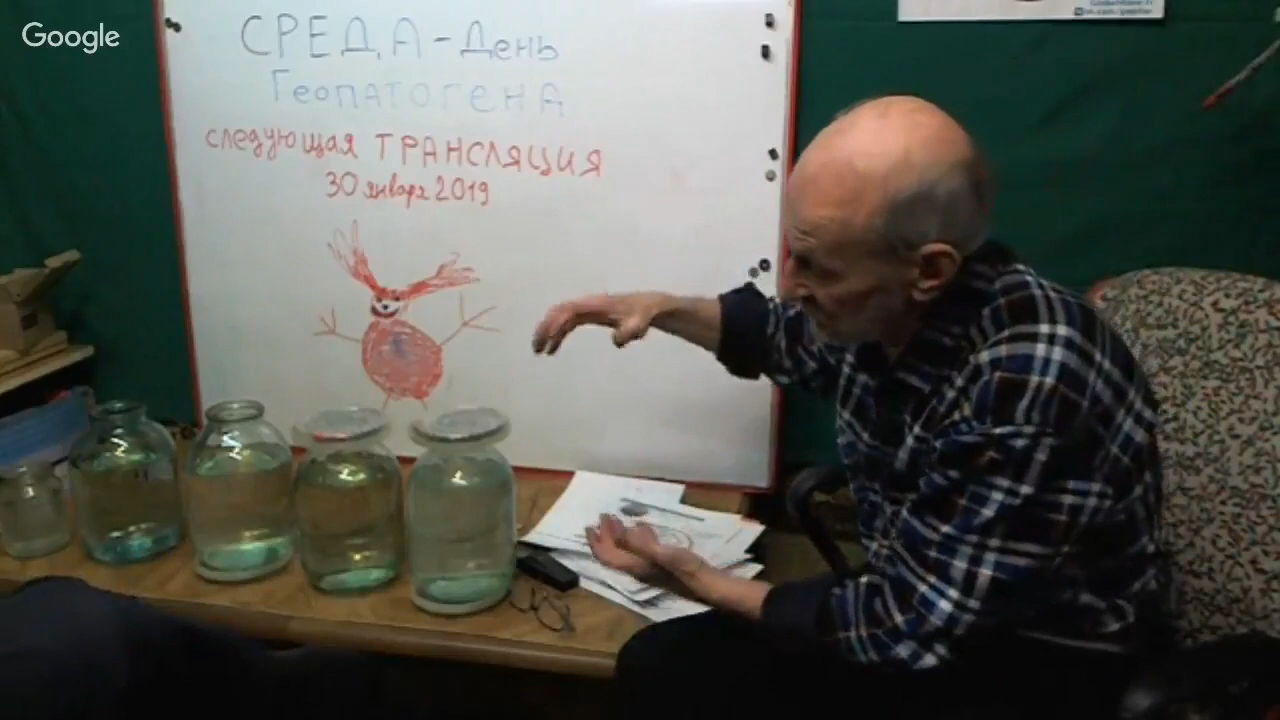 Google
СРЕДА - День
Геопатогена
следующая ТРАНСЛЯЦИЯ
30 января 2019